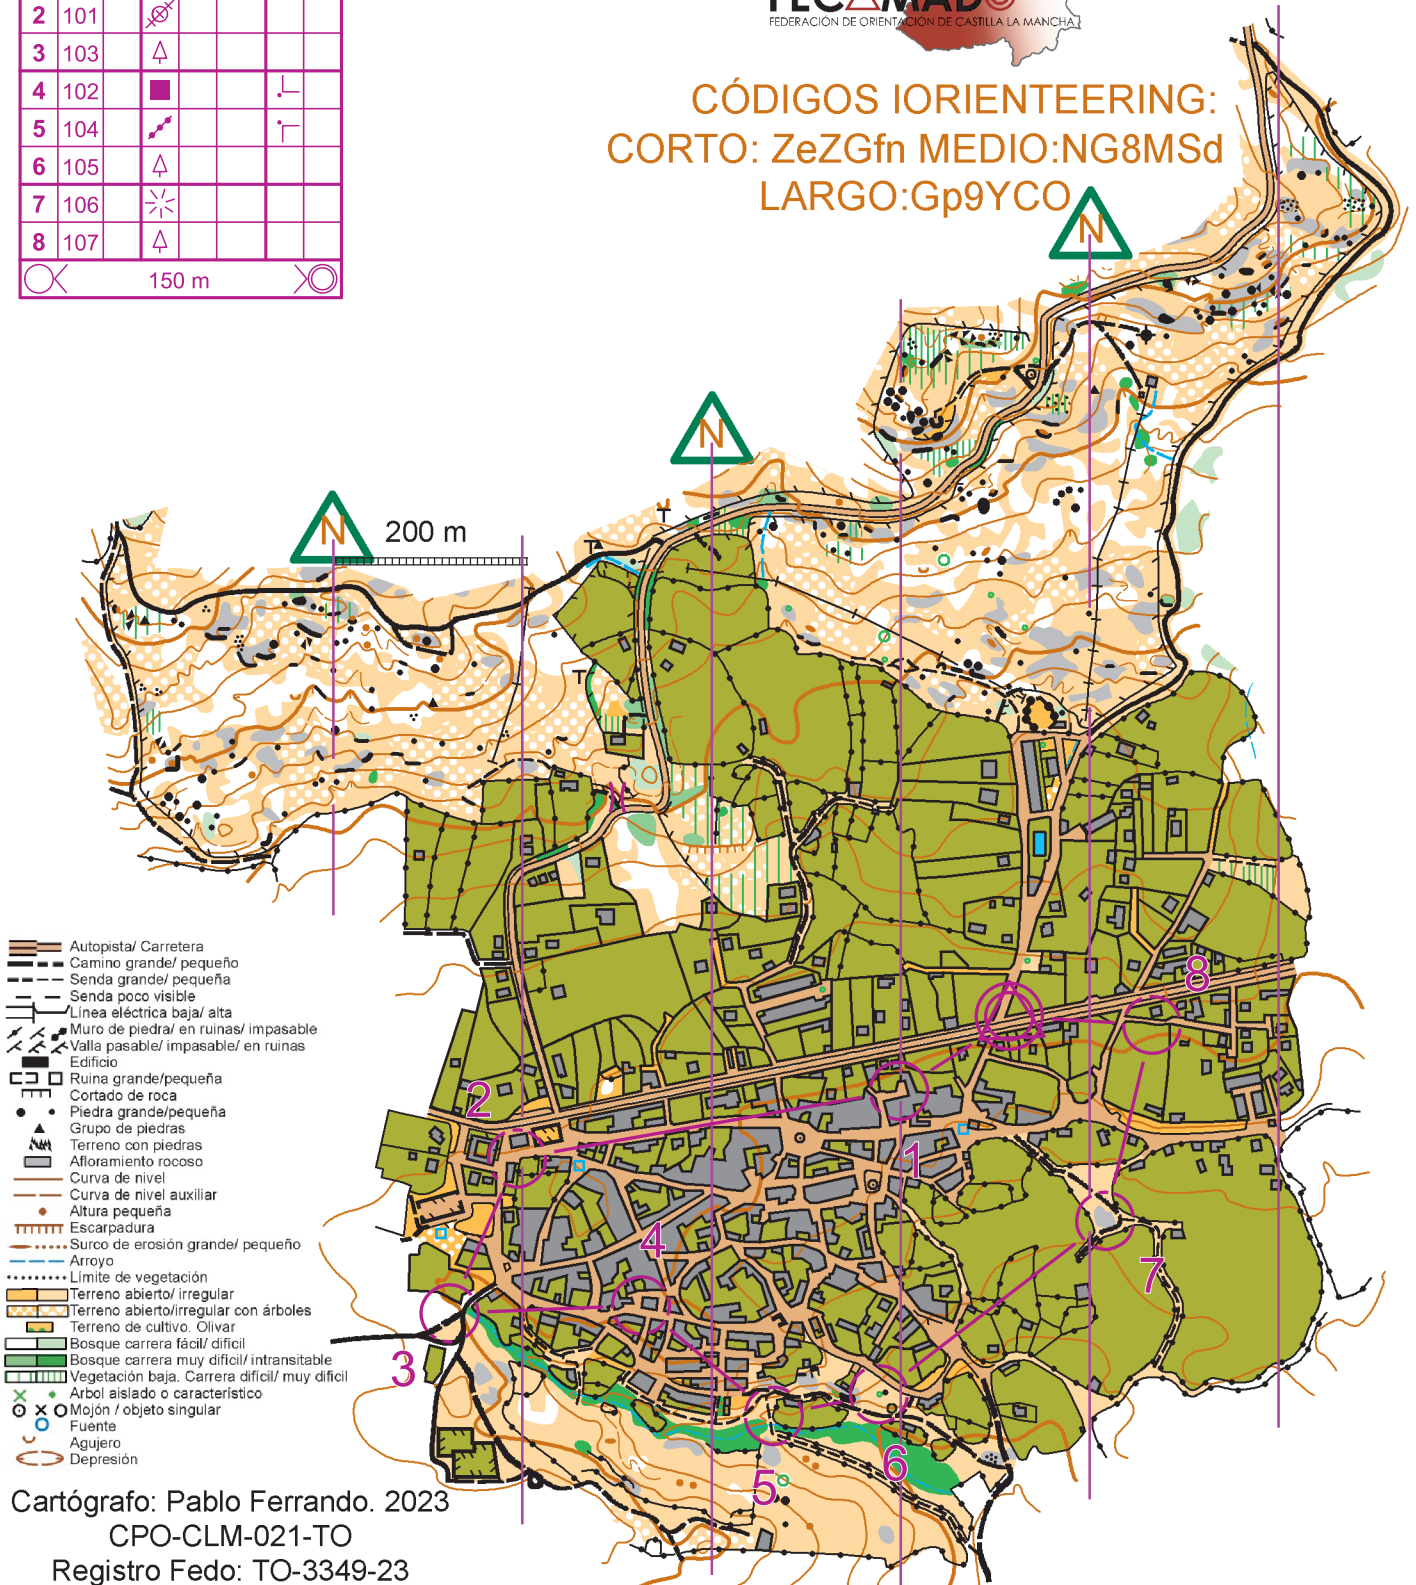 FECAMADO
FEDERACIÓN DE ORIENTACIÓN DE CASTILLA LA MANCHA
2 101
3 103
4 102
5 104
6 105
7 106
8 107
150 m
CÓDIGOS IORIENTEERING:
CORTO: ZeZGfn MEDIO:NG8MSd
LARGO:Gp9YCO
N
N
N
200 m
8
2
1
4
7
3
6
5
Autopista/ Carretera
Camino grande/ pequeño
Senda grande/ pequeña
Senda poco visible
Línea eléctrica baja/ alta
Muro de piedra/ en ruinas/ impasable
Valla pasable/ impasable/ en ruinas
Edificio
Ruina grande/pequeña
Cortado de roca
Piedra grande/pequeña
Grupo de piedras
Terreno con piedras
Afloramiento rocoso
Curva de nivel
Curva de nivel auxiliar
Altura pequeña
Escarpadura
Surco de erosión grande/ pequeño
Arroyo
Límite de vegetación
Terreno abierto/ irregular
Terreno abierto/irregular con árboles
Terreno de cultivo. Olivar
Bosque carrera fácil/ difícil
Bosque carrera muy difícil/ intransitable
Vegetación baja. Carrera difícil/ muy difícil
Arbol aislado o característico
Mojón / objeto singular
Fuente
Agujero
Depresión
Cartógrafo: Pablo Ferrando. 2023
CPO-CLM-021-TO
Registro Fedo: TO-3349-23